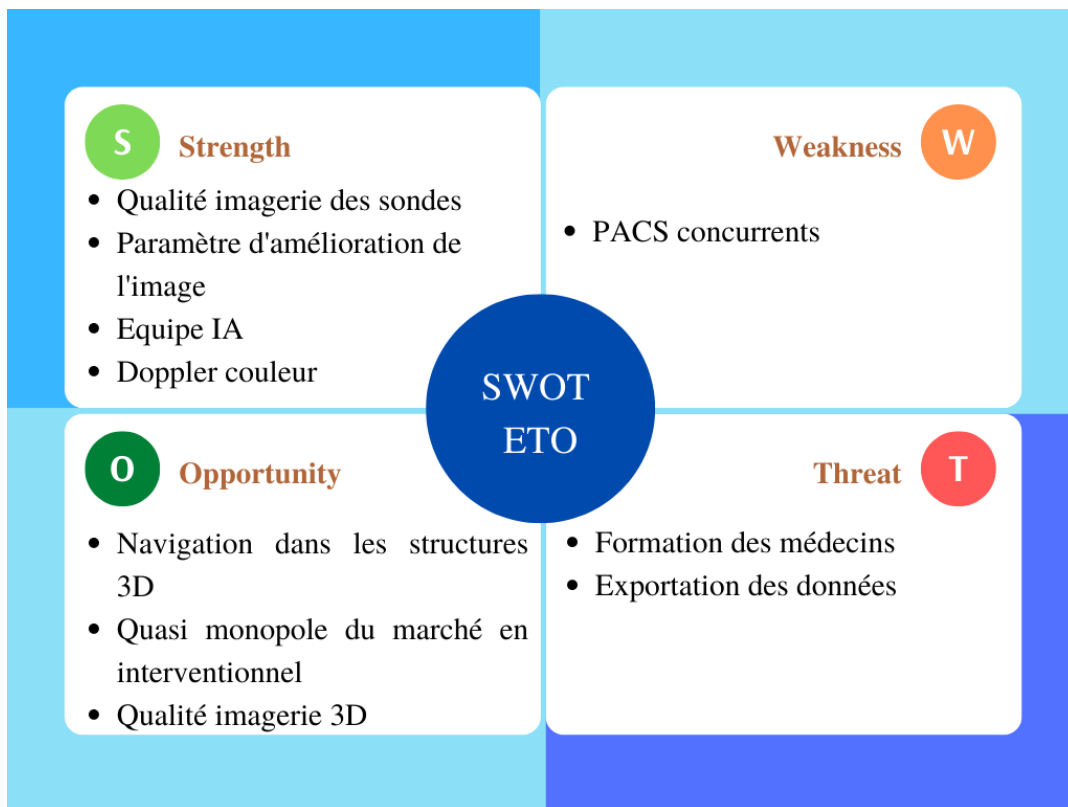 S
Strength
• Qualité imagerie des sondes
• Paramètre d'amélioration de
l'image
• Equipe IA
• Doppler couleur
Weakness
W
• PACS concurrents
SWOT
ETO
O
Opportunity
• Navigation dans les structures
3D
• Quasi monopole du marché en
interventionnel
• Qualité imagerie 3D
Threat
T
• Formation des médecins
• Exportation des données